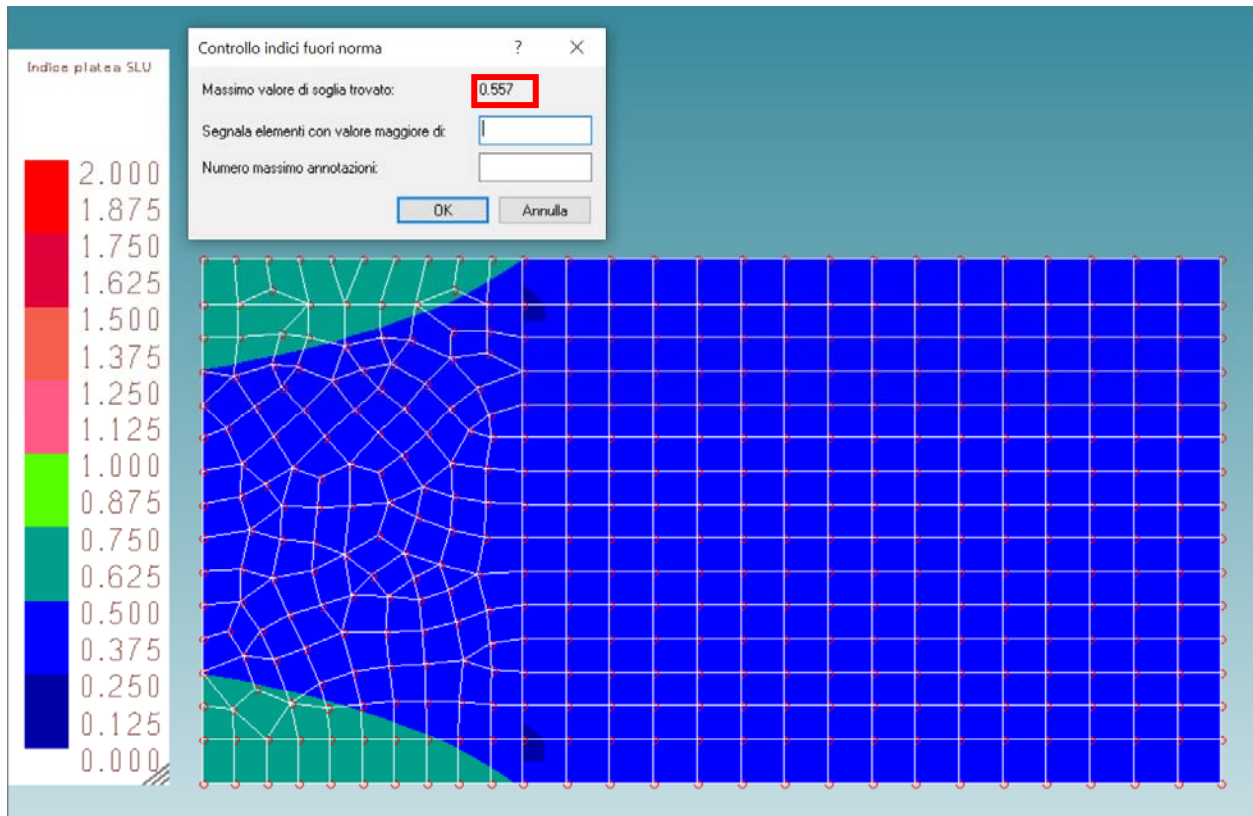 Indice platea SLU
2.000
1.875
1.750
1.625
1.500
1.375
1.250
1.125
1.000
0.875
0.750
0.625
0.500
0.375
0.250
0.125
0.000
Controllo indici fuori norma ? ×
Massimo valore di soglia trovato: 0.557
Segnala elementi con valore maggiore di:
Numero massimo annotazioni:
OK Annulla